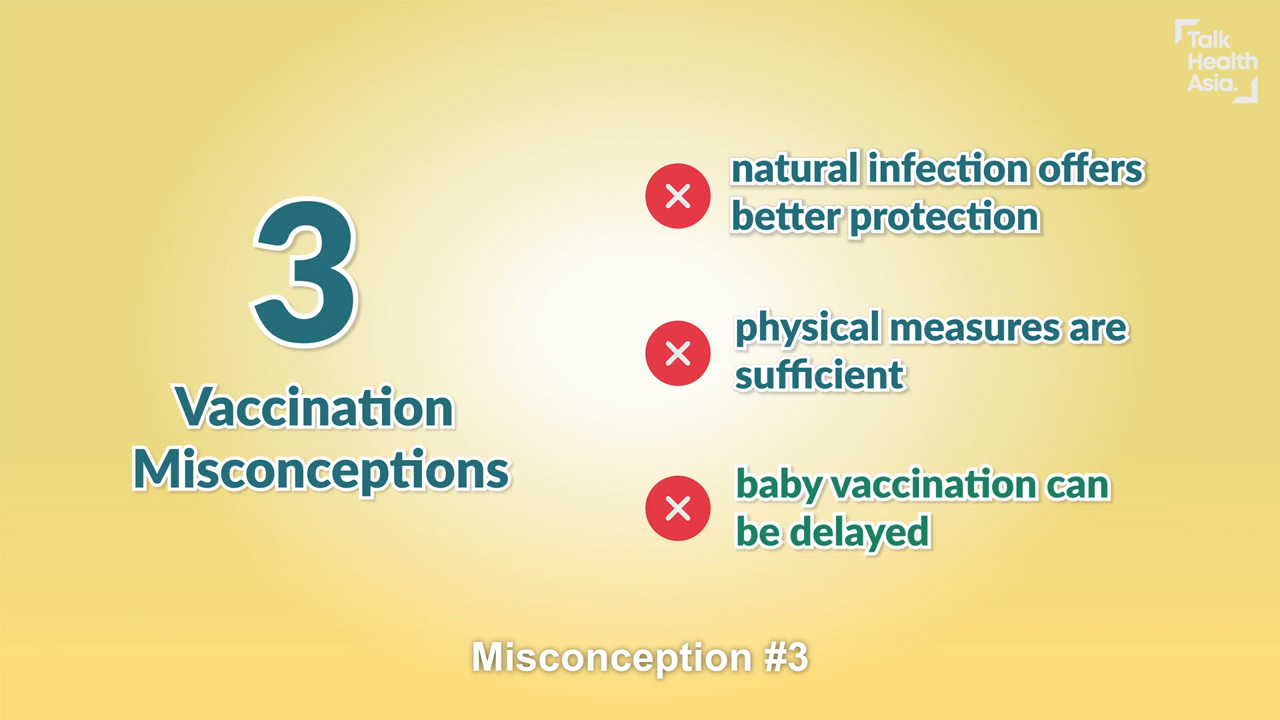 Talk
Health
Asia.
3
Vaccination
Misconceptions
natural infection offers
better protection
physical measures are
sufficient
baby vaccination can
be delayed
Misconception #3